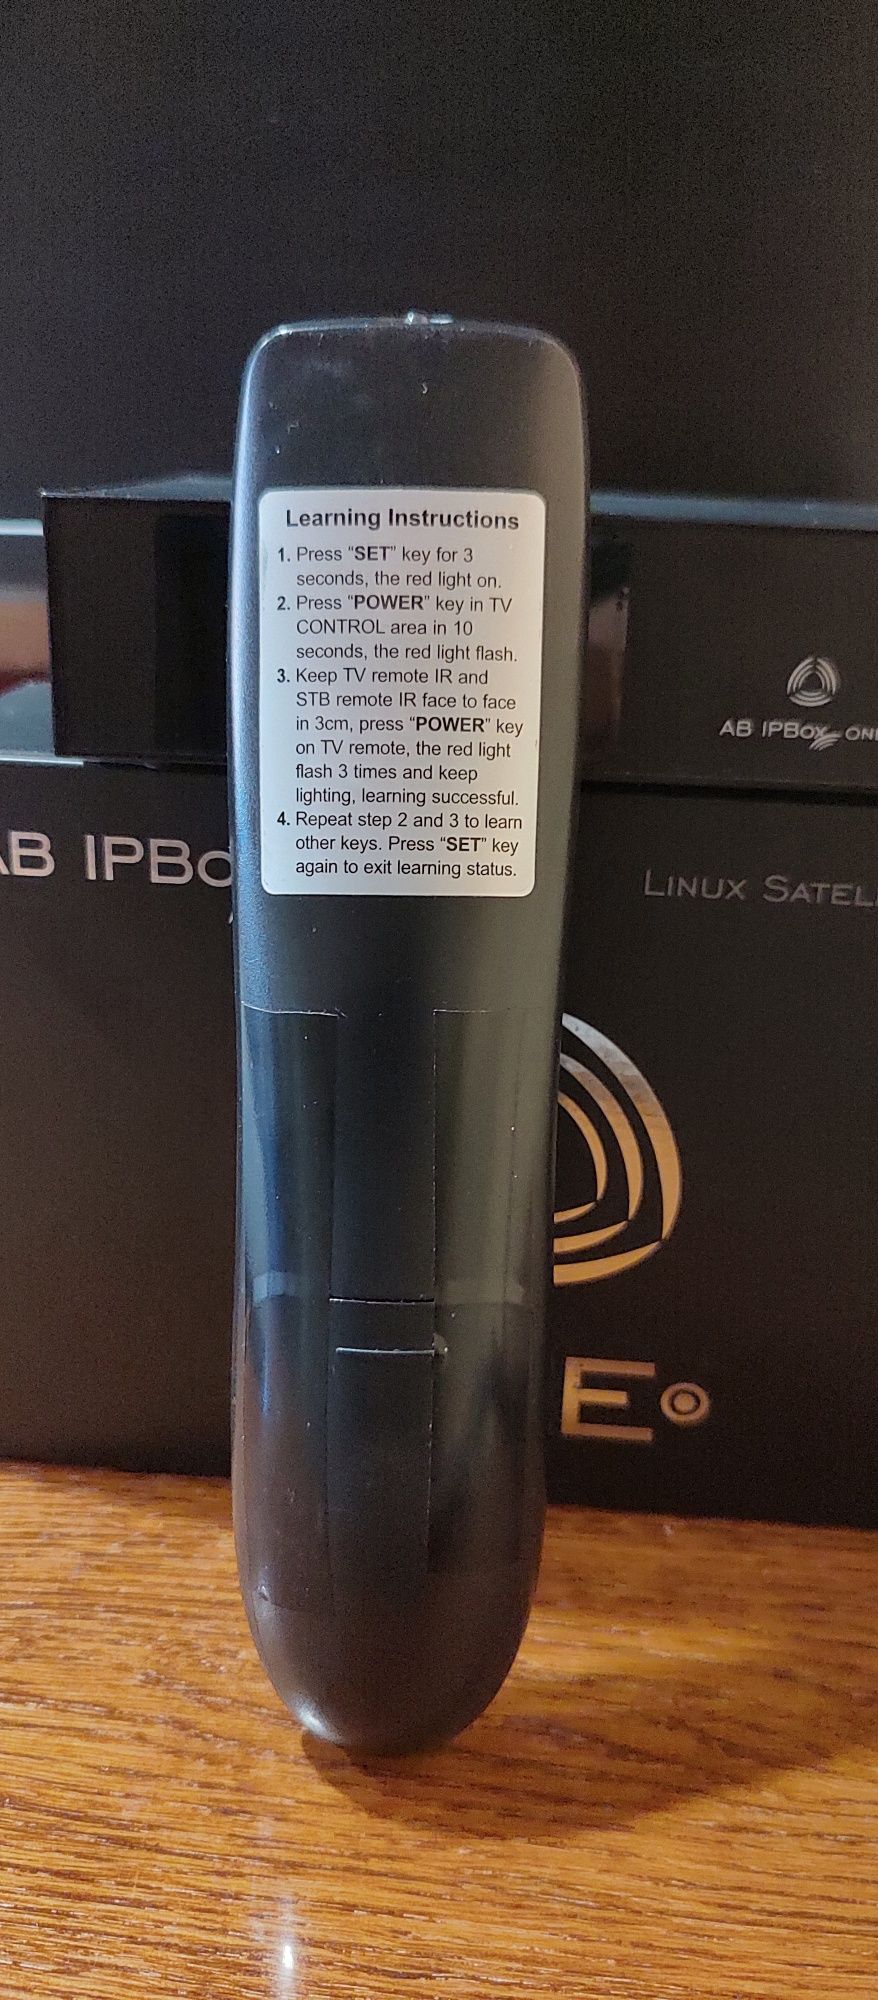 Learning Instructions
1. Press “SET” key for 3
seconds, the red light on.
2. Press “POWER” key in TV
CONTROL area in 10
seconds, the red light flash.
3. Keep TV remote IR and
STB remote IR face to face
in 3cm, press “POWER” key
on TV remote, the red light
flash 3 times and keep
lighting, learning successful.
4. Repeat step 2 and 3 to learn
other keys. Press “SET” key
again to exit learning status.
AB IPBOX ONE
AB IPBO
LINUX SATEL
E